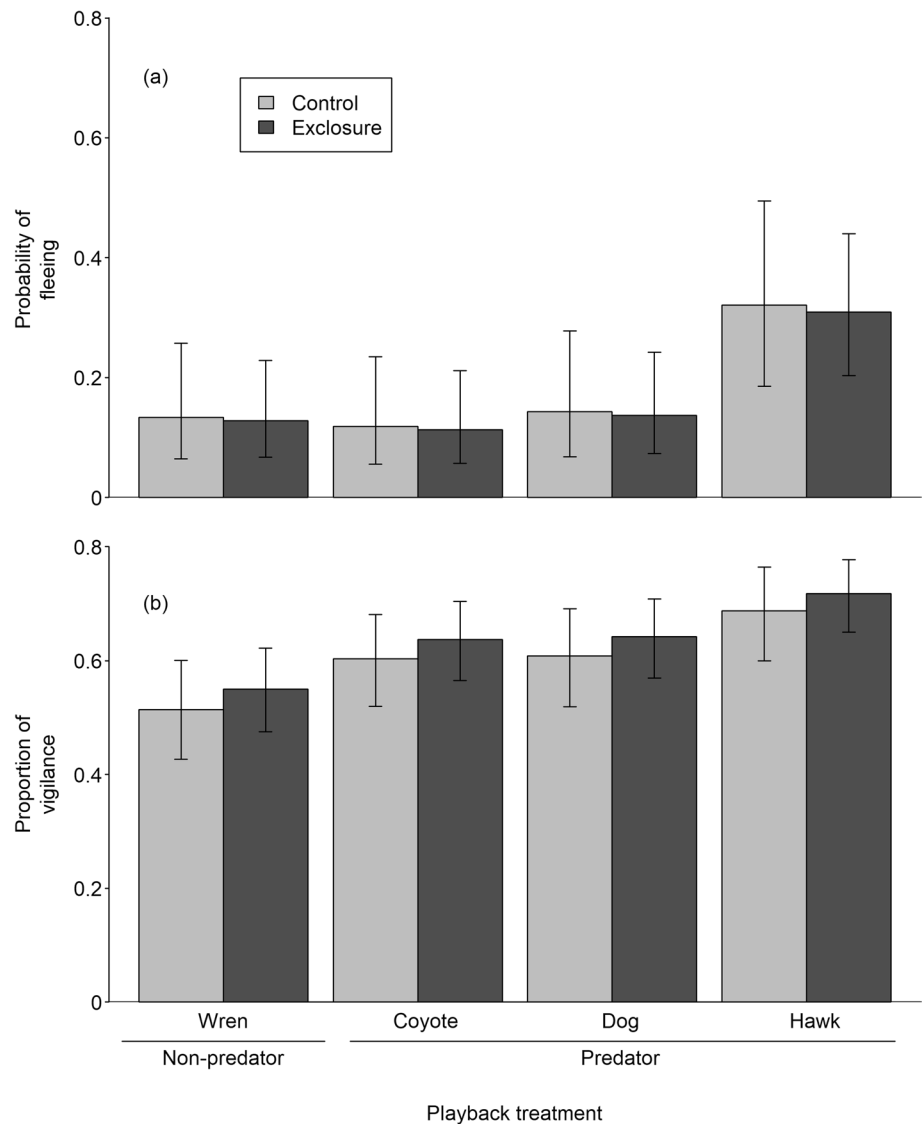 0.8
(a)
Control
Exclosure
0.6
Probability of
fleeing
0.4
0.2
0
0.8
(b)
0.6
Proportion of
vigilance
0.4
0.2
0
Wren Coyote Dog Hawk
Non-predator Predator
Playback treatment